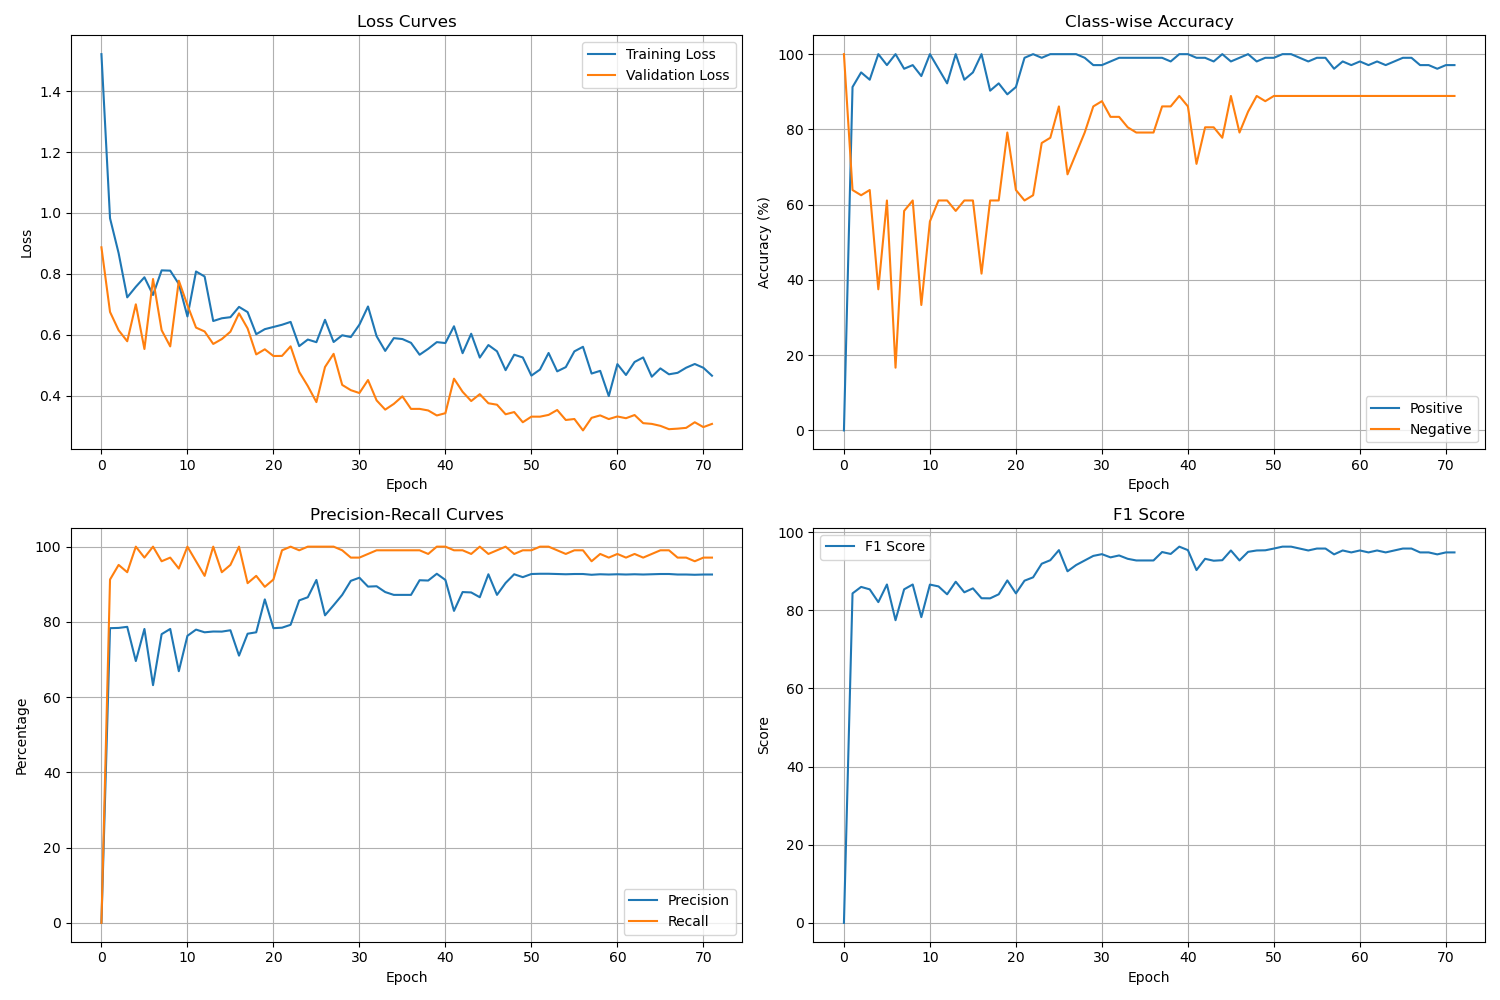 Loss Curves
Training Loss
Validation Loss
1.4
1.2
1.0
0.8
0.6
0.4
Loss
0 10 20 30 40 50 60 70
Epoch
Class-wise Accuracy
100
80
60
40
20
0
Accuracy (%)
Positive
Negative
0 10 20 30 40 50 60 70
Epoch
Precision-Recall Curves
100
80
60
40
20
0
Percentage
Precision
Recall
0 10 20 30 40 50 60 70
Epoch
F1 Score
F1 Score
100
80
60
40
20
0
Score
0 10 20 30 40 50 60 70
Epoch